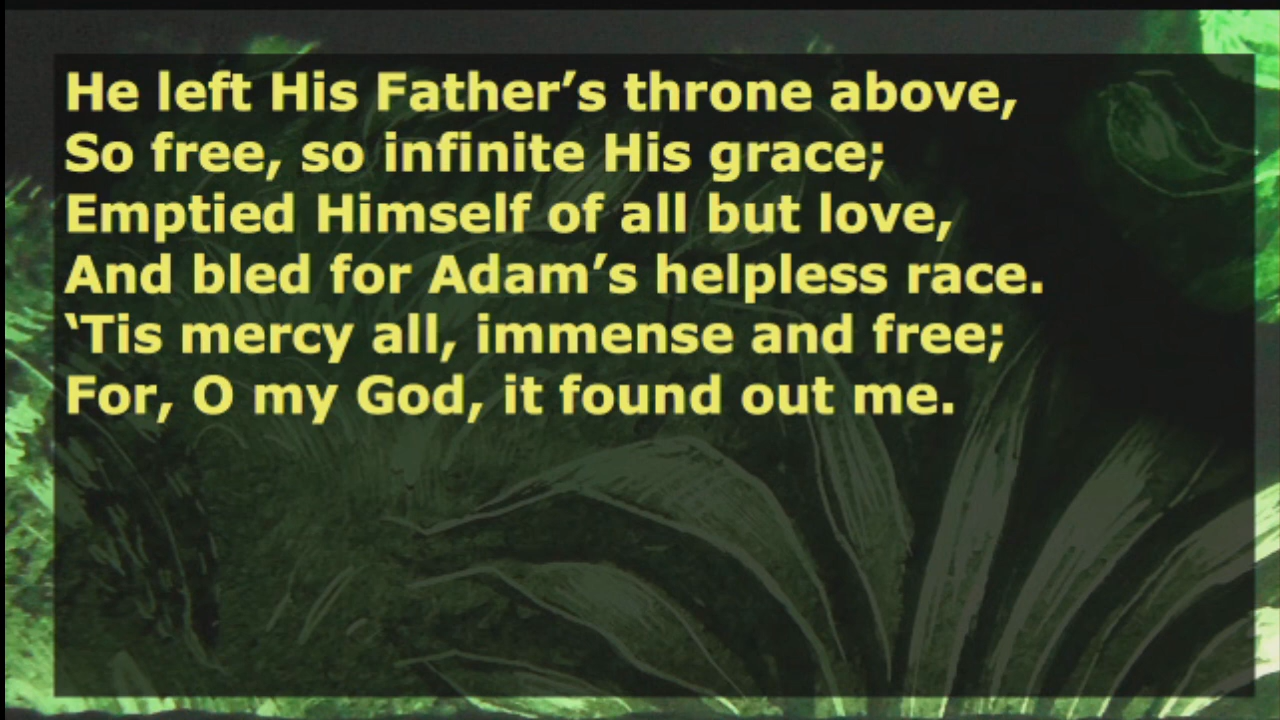 He left His Father’s throne above,
So free, so infinite His grace;
Emptied Himself of all but love,
And bled for Adam’s helpless race.
‘Tis mercy all, immense and free;
For, O my God, it found out me.